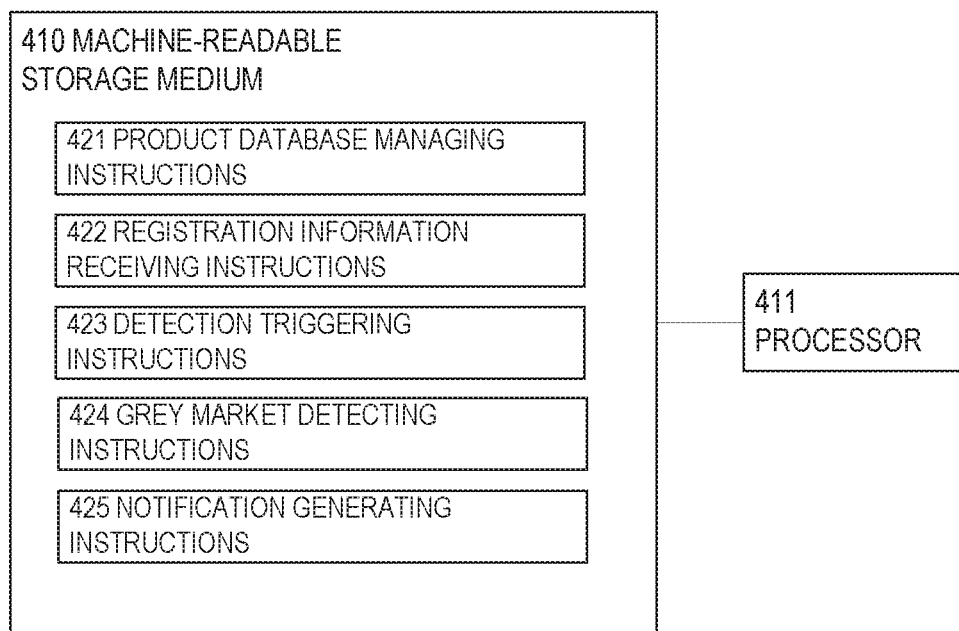 410 MACHINE-READABLE
STORAGE MEDIUM
421 PRODUCT DATABASE MANAGING
INSTRUCTIONS
422 REGISTRATION INFORMATION
RECEIVING INSTRUCTIONS
423 DETECTION TRIGGERING
INSTRUCTIONS
424 GREY MARKET DETECTING
INSTRUCTIONS
425 NOTIFICATION GENERATING
INSTRUCTIONS
411
PROCESSOR